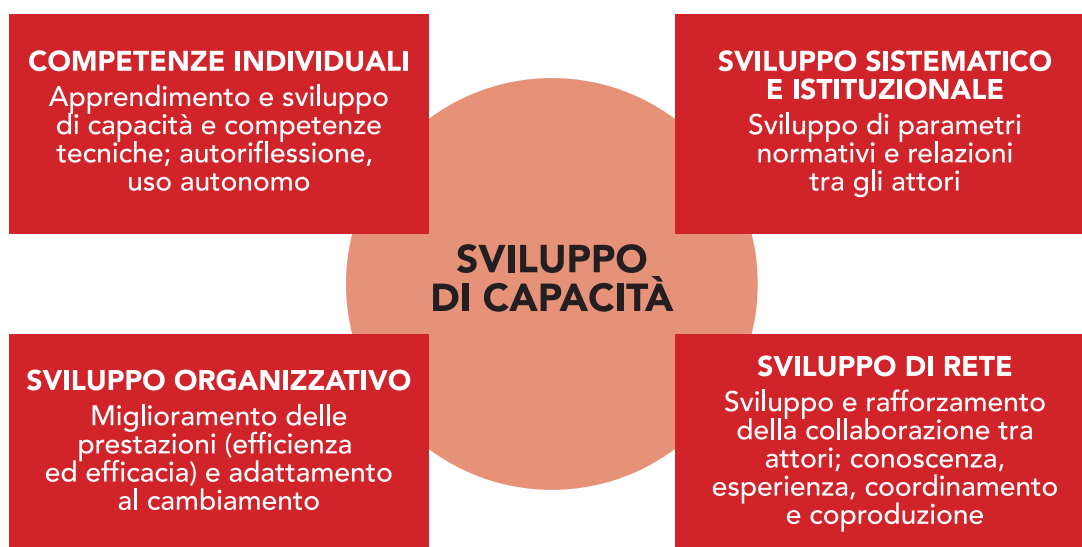 COMPETENZE INDIVIDUALI
Apprendimento e sviluppo
di capacità e competenze
tecniche; autoriflessione,
uso autonomo
SVILUPPO SISTEMATICO
E ISTITUZIONALE
Sviluppo di parametri
normativi e relazioni
tra gli attori
SVILUPPO
DI CAPACITÀ
SVILUPPO ORGANIZZATIVO
Miglioramento delle
prestazioni (efficienza
ed efficacia) e adattamento
al cambiamento
SVILUPPO DI RETE
Sviluppo e rafforzamento
della collaborazione tra
attori; conoscenza,
esperienza, coordinamento
e coproduzione